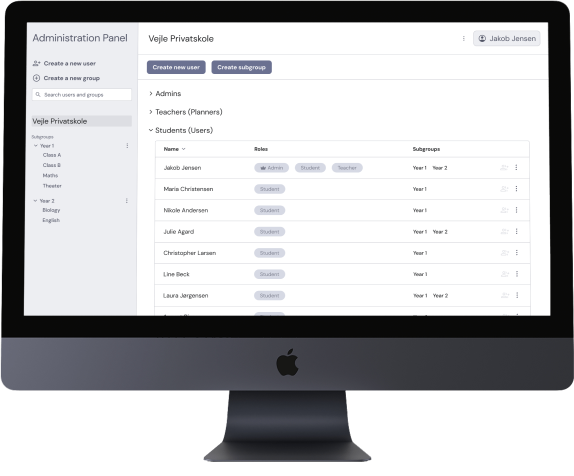 Administration Panel
Create a new user
Create a new group
Search users and groups
Vejle Privatskole
Subgroups
Year 1
Class A
Class B
Maths
Theater
Year 2
Biology
English
Vejle Privatskole
Jakob Jensen
Create new user
Create subgroup
Admins
Teachers (Planners)
Students (Users)
Name Roles Subgroups
Jakob Jensen Admin Student Teacher Year 1 Year 2
Maria Christensen Student Year 1
Nikole Andersen Student Year 1
Julie Agard Student Year 1 Year 2
Christopher Larsen Student Year 1
Line Beck Student Year 1
Laura Jørgensen Student Year 1 Year 2